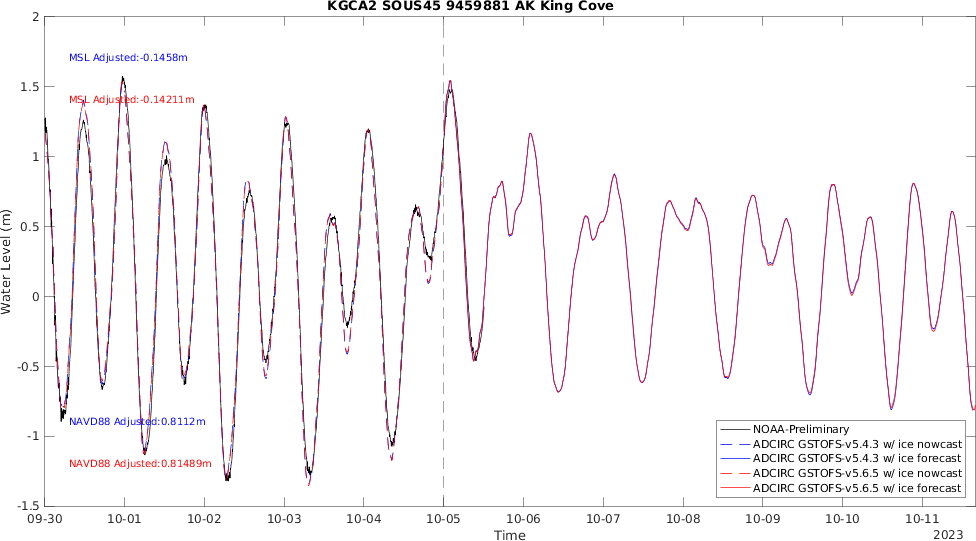 KGCA2 SOUS45 9459881 AK King Cove
2
1.5
1
0.5
0
-0.5
-1
-1.5
Water Level (m)
MSL Adjusted:-0.1458m
MSL Adjusted:-0.14211m
NAVD88 Adjusted:0.8112m
NAVD88 Adjusted:0.81489m
NOAA-Preliminary
ADCIRC GSTOFS-v5.4.3 w/ ice nowcast
ADCIRC GSTOFS-v5.4.3 w/ ice forecast
ADCIRC GSTOFS-v5.6.5 w/ ice nowcast
ADCIRC GSTOFS-v5.6.5 w/ ice forecast
09-30 10-01 10-02 10-03 10-04 10-05 10-06 10-07 10-08 10-09 10-10 10-11
Time
2023